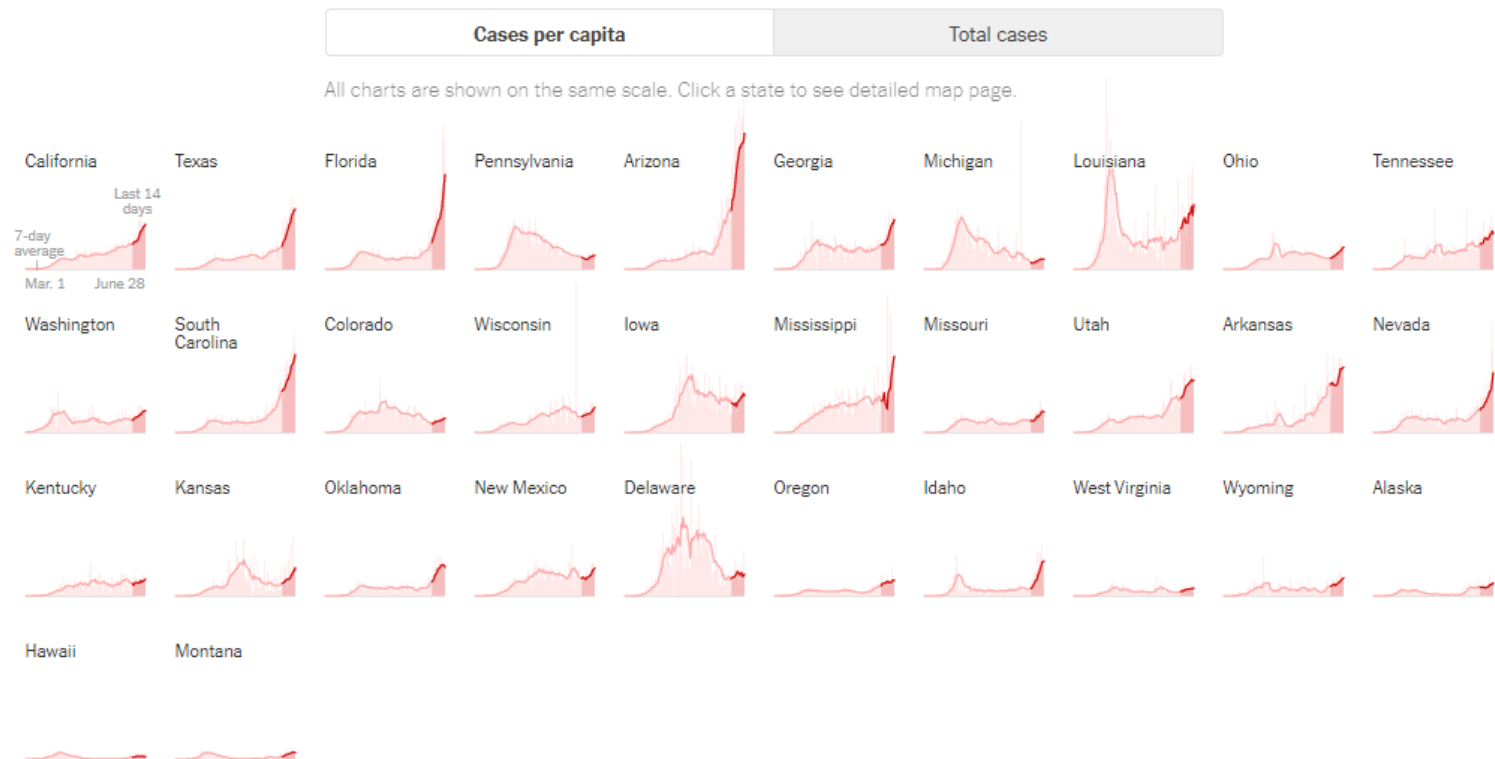 Cases per capita
Total cases
All charts are shown on the same scale. Click a state to see detailed map page.
California
Texas
Florida
Pennsylvania
Arizona
Georgia
Michigan
Louisiana
Ohio
Tennessee
Last 14
days
7-day
average
Mar. 1
June 28
Washington
South
Carolina
Colorado
Wisconsin
Iowa
Mississippi
Missouri
Utah
Arkansas
Nevada
Kentucky
Kansas
Oklahoma
New Mexico
Delaware
Oregon
Idaho
West Virginia
Wyoming
Alaska
Hawaii
Montana